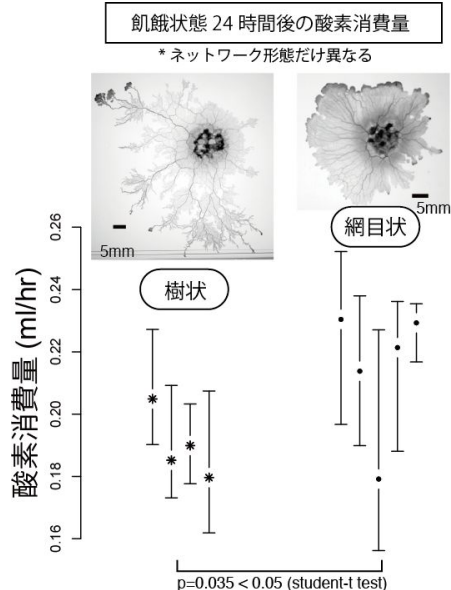 飢餓状態 24 時間後の酸素消費量
* ネットワーク形態だけ異なる
5mm
5mm
樹状
網目状
酸素消費量 (ml/hr)
0.26
0.24
0.22
0.20
0.18
0.16
p=0.035 < 0.05 (student-t test)